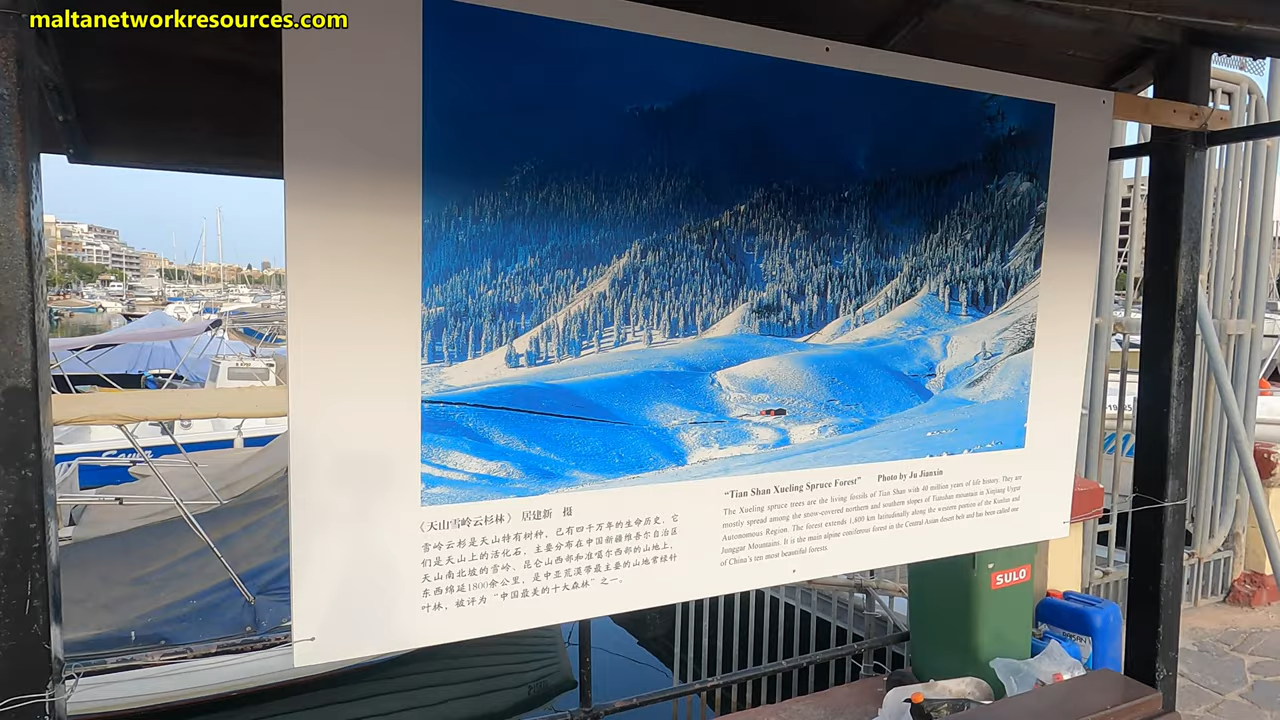 maltanetworkresources.com
《天山雪岭云杉林》 居建新 摄
雪岭云杉是天山特有树种，已有四千万年的生命历史，它
们是天山上的活化石，主要分布在中国新疆维吾尔自治区
天山南北坡的雪岭、昆仑山西部和准噶尔西部的山地上，
东西绵延1800余公里，是中亚荒漠带最主要的山地常绿针
叶林，被评为“中国最美的十大森林”之一。
“Tian Shan Xueling Spruce Forest” Photo by Ju Jianxin
The Xueling spruce trees are the living forcils of Tian Shan with 40 million years of life history. They are
mostly spread among the snow-covered northern and southern slopes of Tianshan mountain in Xinjiang Uygur
Autonomous Region. The forest extends 1,800 km latitudinally along the western portion of the Kunlun and
Junggar Mountains. It is the main alpine coniferous forest in the Central Asian desert belt and has been called one
of China's ten most beautiful forests.
SULO